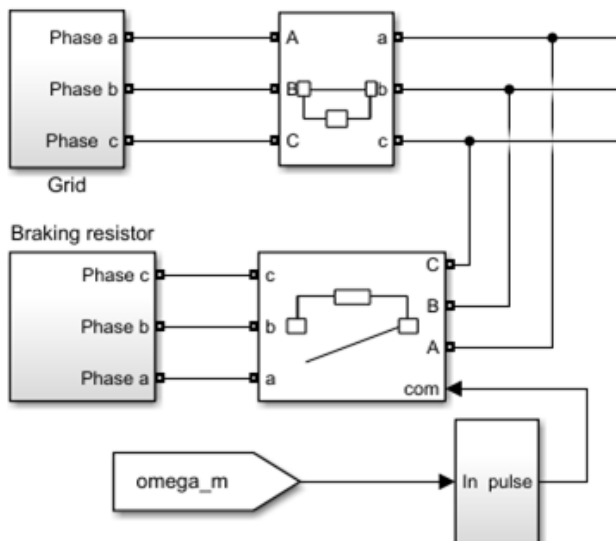 Phase a
A
a
Phase b
B
b
Phase c
C
c
Grid
Braking resistor
Phase c
c
C
Phase b
b
B
Phase a
a
A
com
omega_m
In pulse